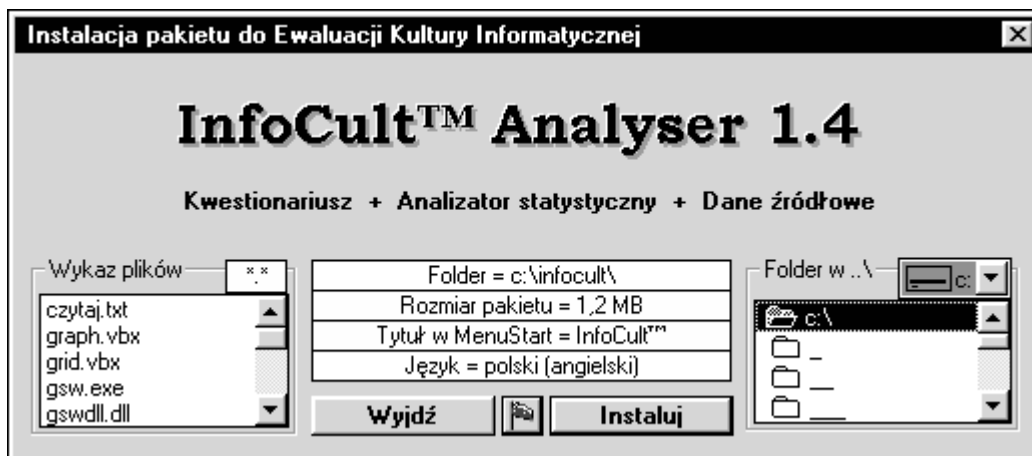 Instalacja pakietu do Ewaluacji Kultury Informatycznej
InfoCult™ Analyser 1.4
Kwestionariusz + Analizator statystyczny + Dane źródłowe
Wykaz plików
*.*
czytaj.txt
graph.vbx
grid.vbx
gsw.exe
gswdll.dll
Folder = c:\infocult\
Rozmiar pakietu = 1,2 MB
Tytuł w MenuStart = InfoCult™
Język = polski (angielski)
Wyjdź
Instaluj
Folder w ..\
c:
c:\
_
__
___